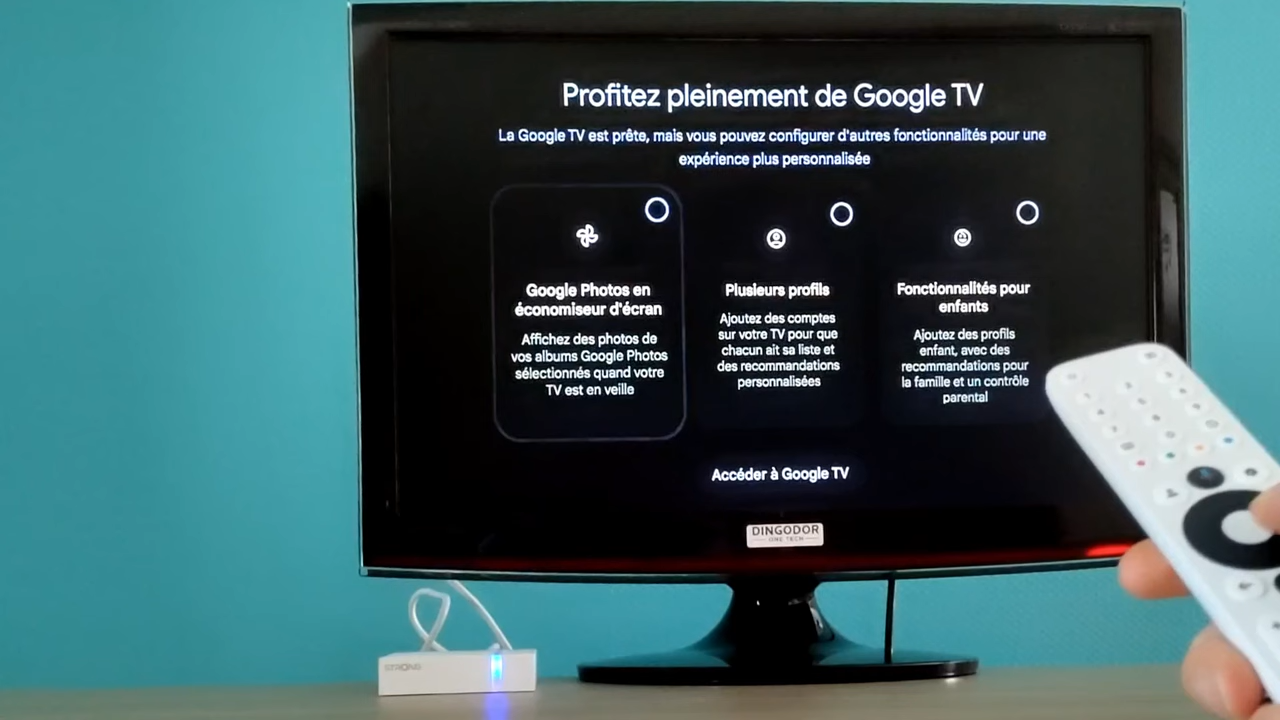 Profitez pleinement de Google TV
La Google TV est prête, mais vous pouvez configurer d'autres fonctionnalités pour une
expérience plus personnalisée
Google Photos en
économiseur d'écran
Affichez des photos de
vos albums Google Photos
sélectionnés quand votre
TV est en veille
Plusieurs profils
Ajoutez des comptes
sur votre TV pour que
chacun ait sa liste et
des recommandations
personnalisées
Fonctionnalités pour
enfants
Ajoutez des profils
enfant, avec des
recommandations pour
la famille et un contrôle
parental
Accéder à Google TV
DINGODOR
ONE TECH
STRONG